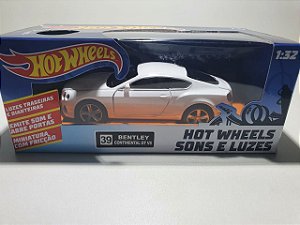 HOT WHEELS
1:32
LUZES TRASEIRAS
E DIANTEIRAS
EMITE SOM E
ABRE PORTAS
MINIATURA
COM FRICÇÃO
39
BENTLEY
CONTINENTAL GT V8
HOT WHEELS
SONS E LUZES